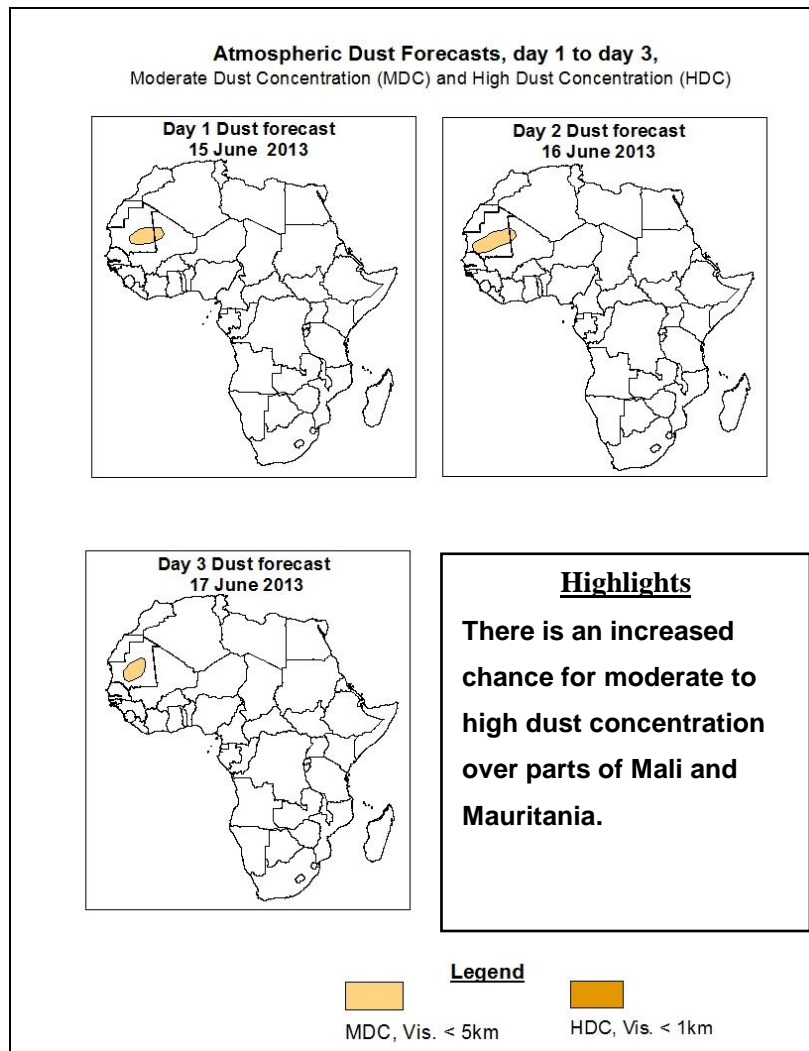 Atmospheric Dust Forecasts, day 1 to day 3,
Moderate Dust Concentration (MDC) and High Dust Concentration (HDC)
Day 1 Dust forecast
15 June 2013
Day 2 Dust forecast
16 June 2013
Day 3 Dust forecast
17 June 2013
Highlights
There is an increased
chance for moderate to
high dust concentration
over parts of Mali and
Mauritania.
Legend
MDC, Vis. < 5km
HDC, Vis. < 1km